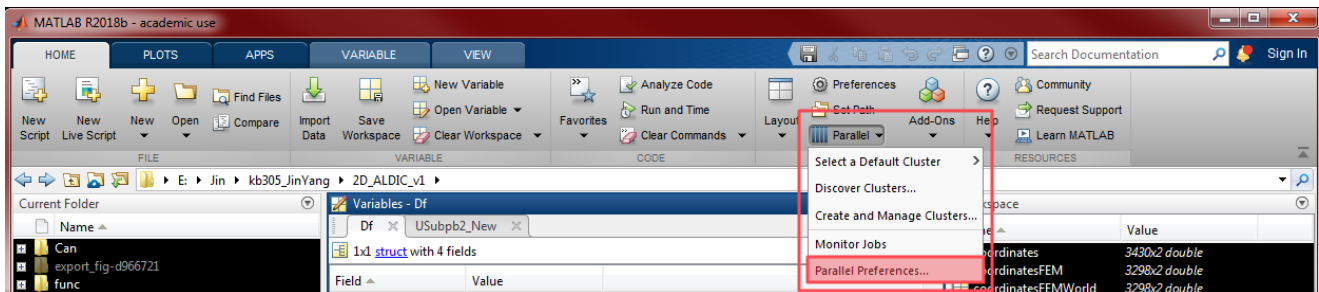 MATLAB R2018b - academic use
HOME PLOTS APPS VARIABLE VIEW Search Documentation Sign In
New Script
New Live Script
New
Open
Find Files
Compare
Import Data
Save Workspace
New Variable
Open Variable
Clear Workspace
Favorites
Analyze Code
Run and Time
Clear Commands
Layout
Preferences
Set Path
Parallel
Add-Ons
Help
Community
Request Support
Learn MATLAB
FILE VARIABLE CODE RESOURCES
Select a Default Cluster
Discover Clusters...
Create and Manage Clusters...
Monitor Jobs
Parallel Preferences...
E: Jin kb305_JinYang 2D_ALDIC_v1
Current Folder
Name
Can
export_fig-d966721
func
Variables - Df
Df USubpb2_New
1x1 struct with 4 fields
Field Value
Value
3430x2 double
3298x2 double
3298x2 double